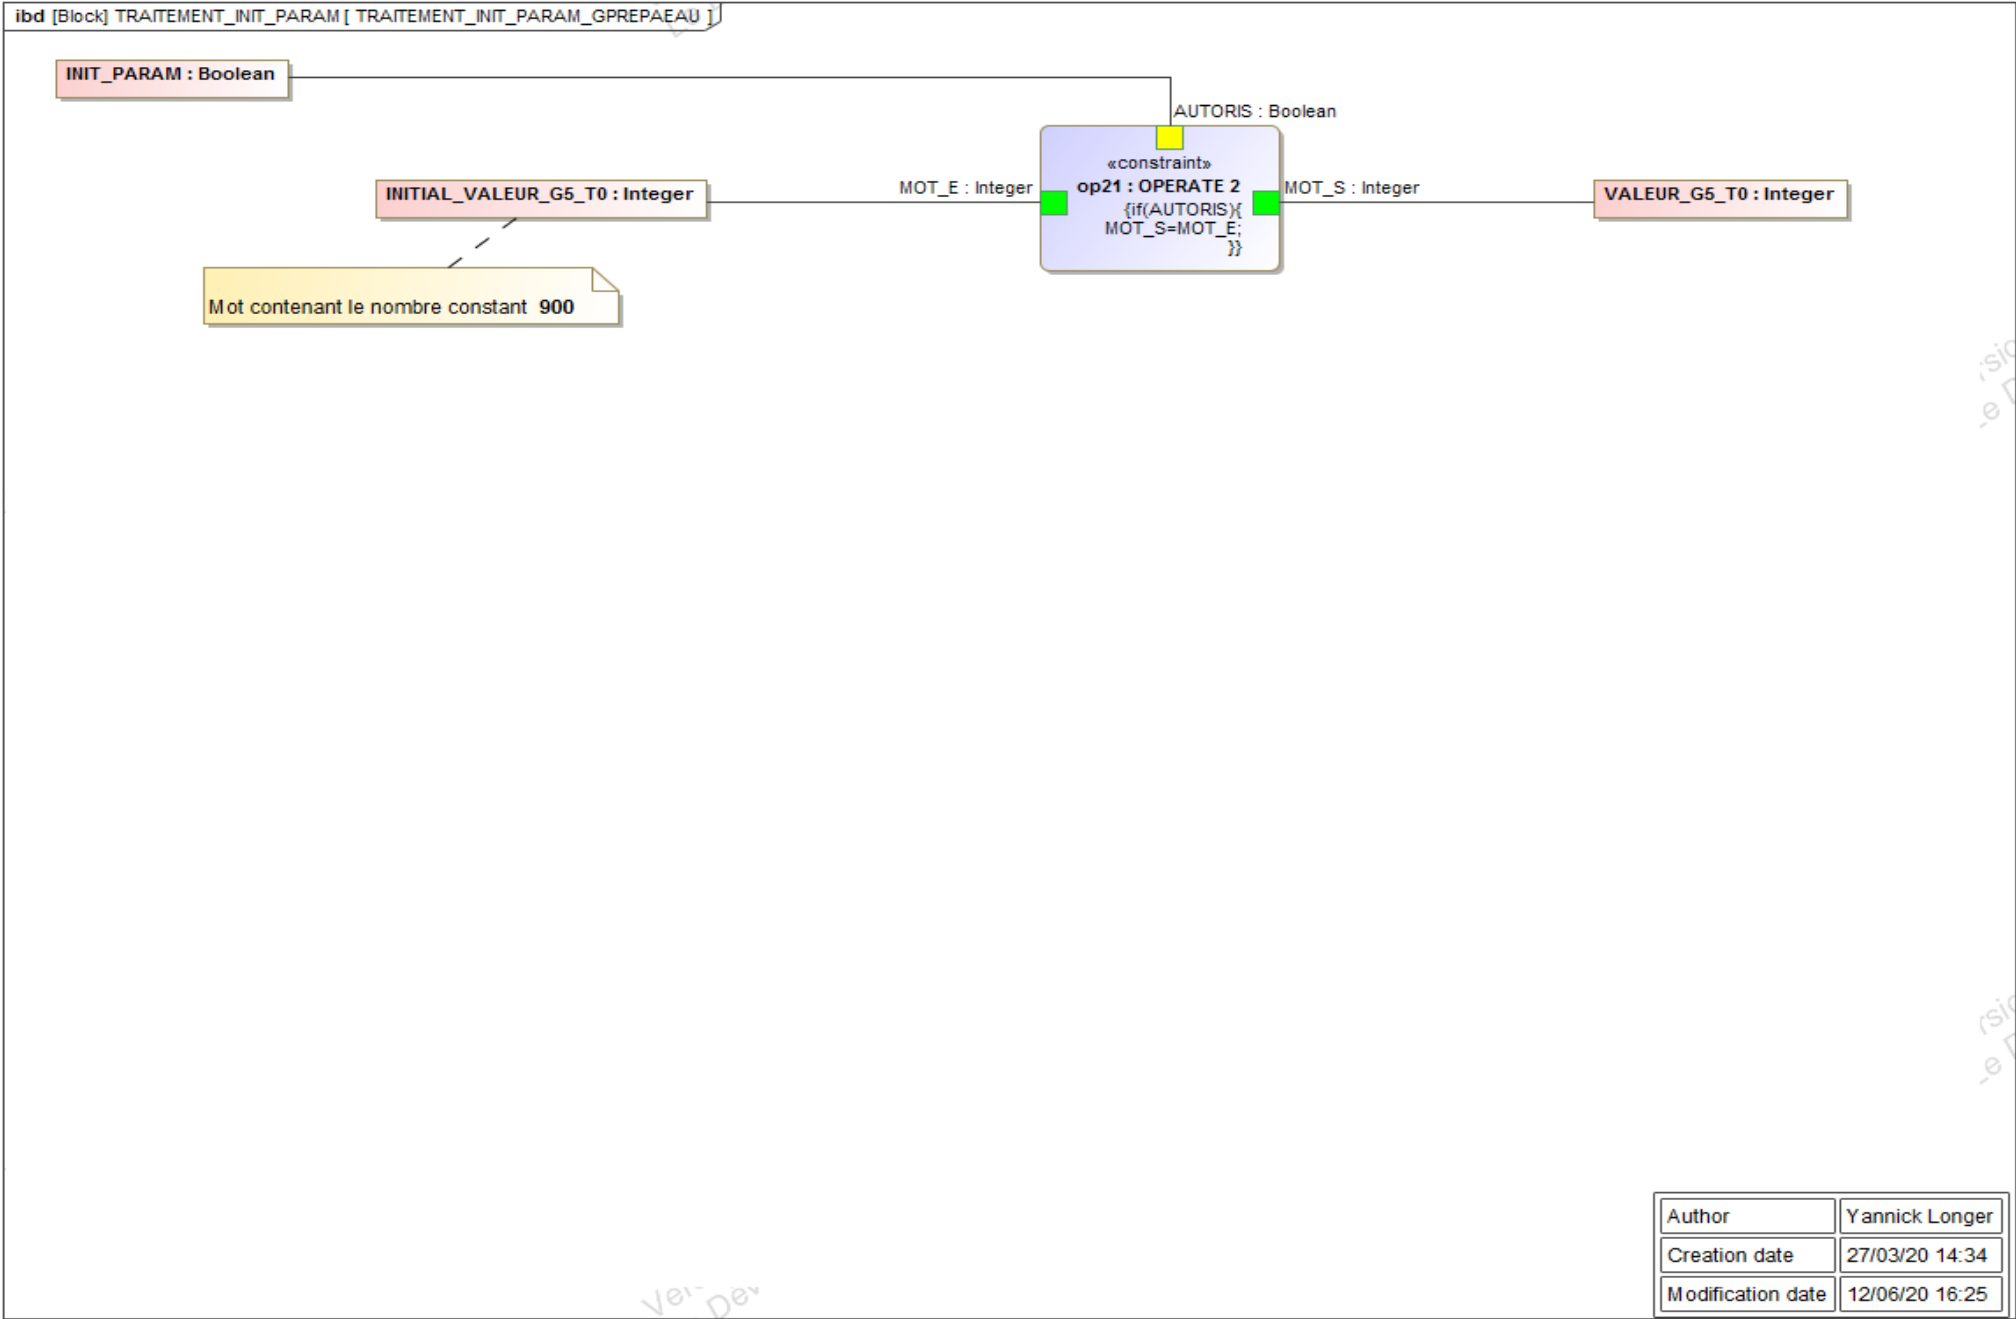 ibd [Block] TRAITEMENT_INIT_PARAM [ TRAITEMENT_INIT_PARAM_GPREPAEAU ]
INIT_PARAM : Boolean
AUTORIS : Boolean
«constraint»
INITIAL_VALEUR_G5_T0 : Integer
MOT_E : Integer
op21 : OPERATE 2
MOT_S : Integer
VALEUR_G5_T0 : Integer
{if(AUTORIS){
MOT_S=MOT_E;
}}
Mot contenant le nombre constant 900
Author Yannick Longer
Creation date 27/03/20 14:34
Modification date 12/06/20 16:25